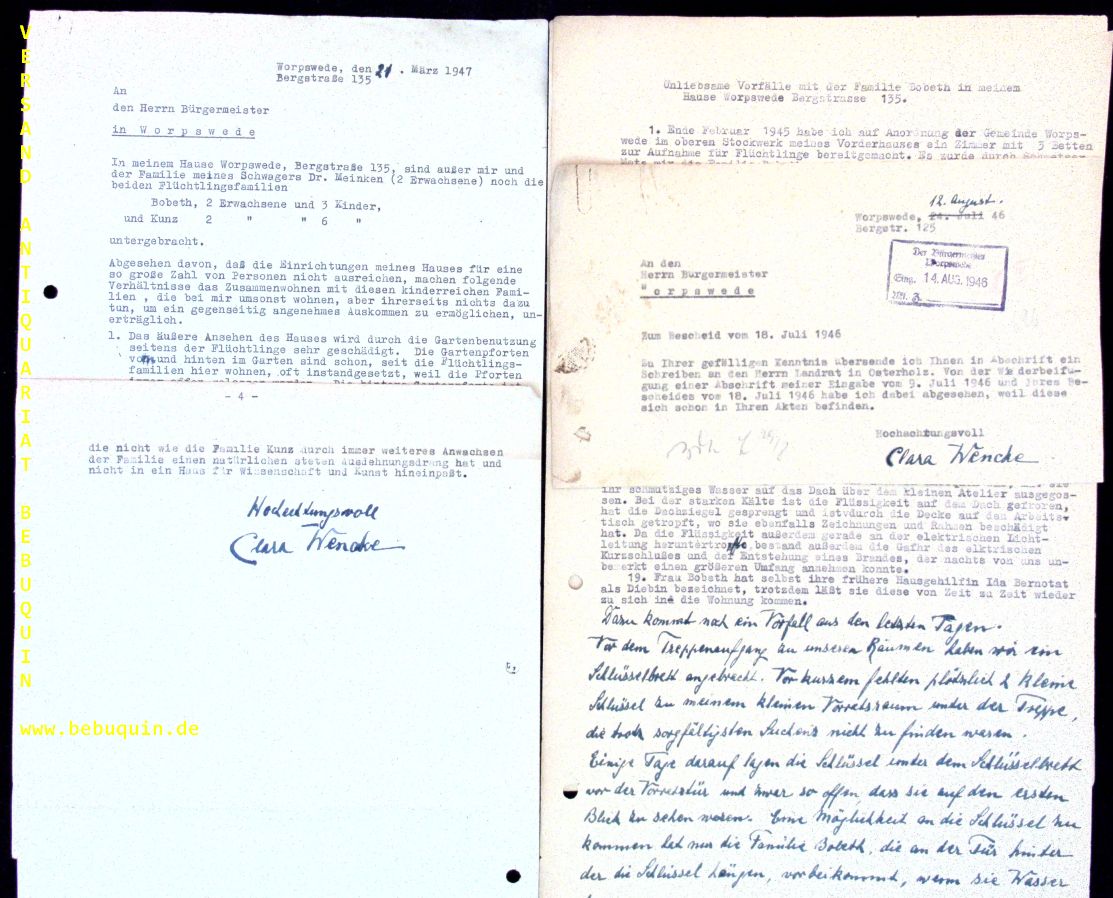 VERSAND ANTIQUARIAT BEBUQUIN
www.bebuquin.de
Worpswede, den 21. März 1947
Bergstraße 135
An
den Herrn Bürgermeister
in Worpswede
In meinem Hause Worpswede, Bergstraße 135, sind außer mir und
der Familie meines Schwagers Dr. Meinken (2 Erwachsene) noch die
beiden Flüchtlingsfamilien
Bobeth, 2 Erwachsene und 3 Kinder,
und Kunz 2 " " 6 "
untergebracht.
Abgesehen davon, daß die Einrichtungen meines Hauses für eine
so große Zahl von Personen nicht ausreichen, machen folgende
Verhältnisse das Zusammenwohnen mit diesen kinderreichen Fami-
lien , die bei mir umsonst wohnen, aber ihrerseits nichts dazu
tun, um ein gegenseitig angenehmes Auskommen zu ermöglichen, un-
erträglich.
1. Das äußere Ansehen des Hauses wird durch die Gartenbenutzung
seitens der Flüchtlinge sehr geschädigt. Die Gartenpforten
vorn und hinten im Garten sind schon, seit die Flüchtlings-
familien hier wohnen, oft instandgesetzt, weil die Pforten
- 4 -
die nicht wie die Familie Kunz durch immer weiteres Anwachsen
der Familie einen natürlichen steten Ausdehnungsdrang hat und
nicht in ein Haus für Wissenschaft und Kunst hineinpaßt.
Hochachtungsvoll
Clara Wencke
Unliebsame Vorfälle mit der Familie Bobeth in meinem
Hause Worpswede Bergstrasse 135.
1. Ende Februar 1945 habe ich auf Anordnung der Gemeinde Worps-
wede im oberen Stockwerk meines Vorderhauses ein Zimmer mit 3 Betten
zur Aufnahme für Flüchtlinge bereitgemacht. Es wurde durch
12. August.
Worpswede, 24. Juli 46
Bergstr. 125
Der Bürgermeister
Worpswede
Eing. 14. AUG. 1946
An den
Herrn Bürgermeister
Worpswede
Zum Bescheid vom 18. Juli 1946
Zu Ihrer gefälligen Kenntnis übersende ich Ihnen in Abschrift ein
Schreiben an den Herrn Landrat in Osterholz. Von der Wiederbeifü-
gung einer Abschrift meiner Eingabe vom 9. Juli 1946 und Ihres Be-
scheides vom 18. Juli 1946 habe ich dabei abgesehen, weil diese
sich schon in Ihren Akten befinden.
Hochachtungsvoll
Clara Wencke
ihr schmutziges Wasser auf das Dach über dem kleinen Atelier ausgegos-
sen. Bei der starken Kälte ist die Flüssigkeit auf dem Dach gefroren,
hat die Dachziegel gesprengt und ist durch die Decke auf den Arbeits-
tisch getropft, wo sie ebenfalls Zeichnungen und Rahmen beschädigt
hat. Da die Flüssigkeit außerdem gerade an der elektrischen Licht-
leitung heruntertropfte bestand außerdem die Gafhr des elktrischen
Kurzschlußes und der Entstehung eines Brandes, der nachts von uns un-
bemerkt einen größeren Umfang annehmen konnte.
19. Frau Bobeth hat selbst ihre frühere Hausgehilfin Ida Bernotat
als Diebin bezeichnet, trotzdem läßt sie diese von Zeit zu Zeit wieder
zu sich in die Wohnung kommen.
Dazu kommt noch ein Vorfall aus den letzten Tagen.
Vor dem Treppenaufgang zu unseren Räumen haben wir ein
Schlüsselbrett angebracht. Vor kurzem fehlten plötzlich 2 kleine
Schlüssel zu meinem kleinen Vorratsraum unter der Treppe,
die trotz sorgfältigsten Suchens nicht zu finden waren.
Einige Tage darauf lagen die Schlüssel unter dem Schlüsselbrett
vor der Vorratstür und zwar so offen, dass sie auf den ersten
Blick zu sehen waren. Eine Möglichkeit an die Schlüssel zu
kommen hat nur die Familie Bobeth, die an der Tür hinter
der die Schlüssel hängen, vorbeikommt, wenn sie Wasser